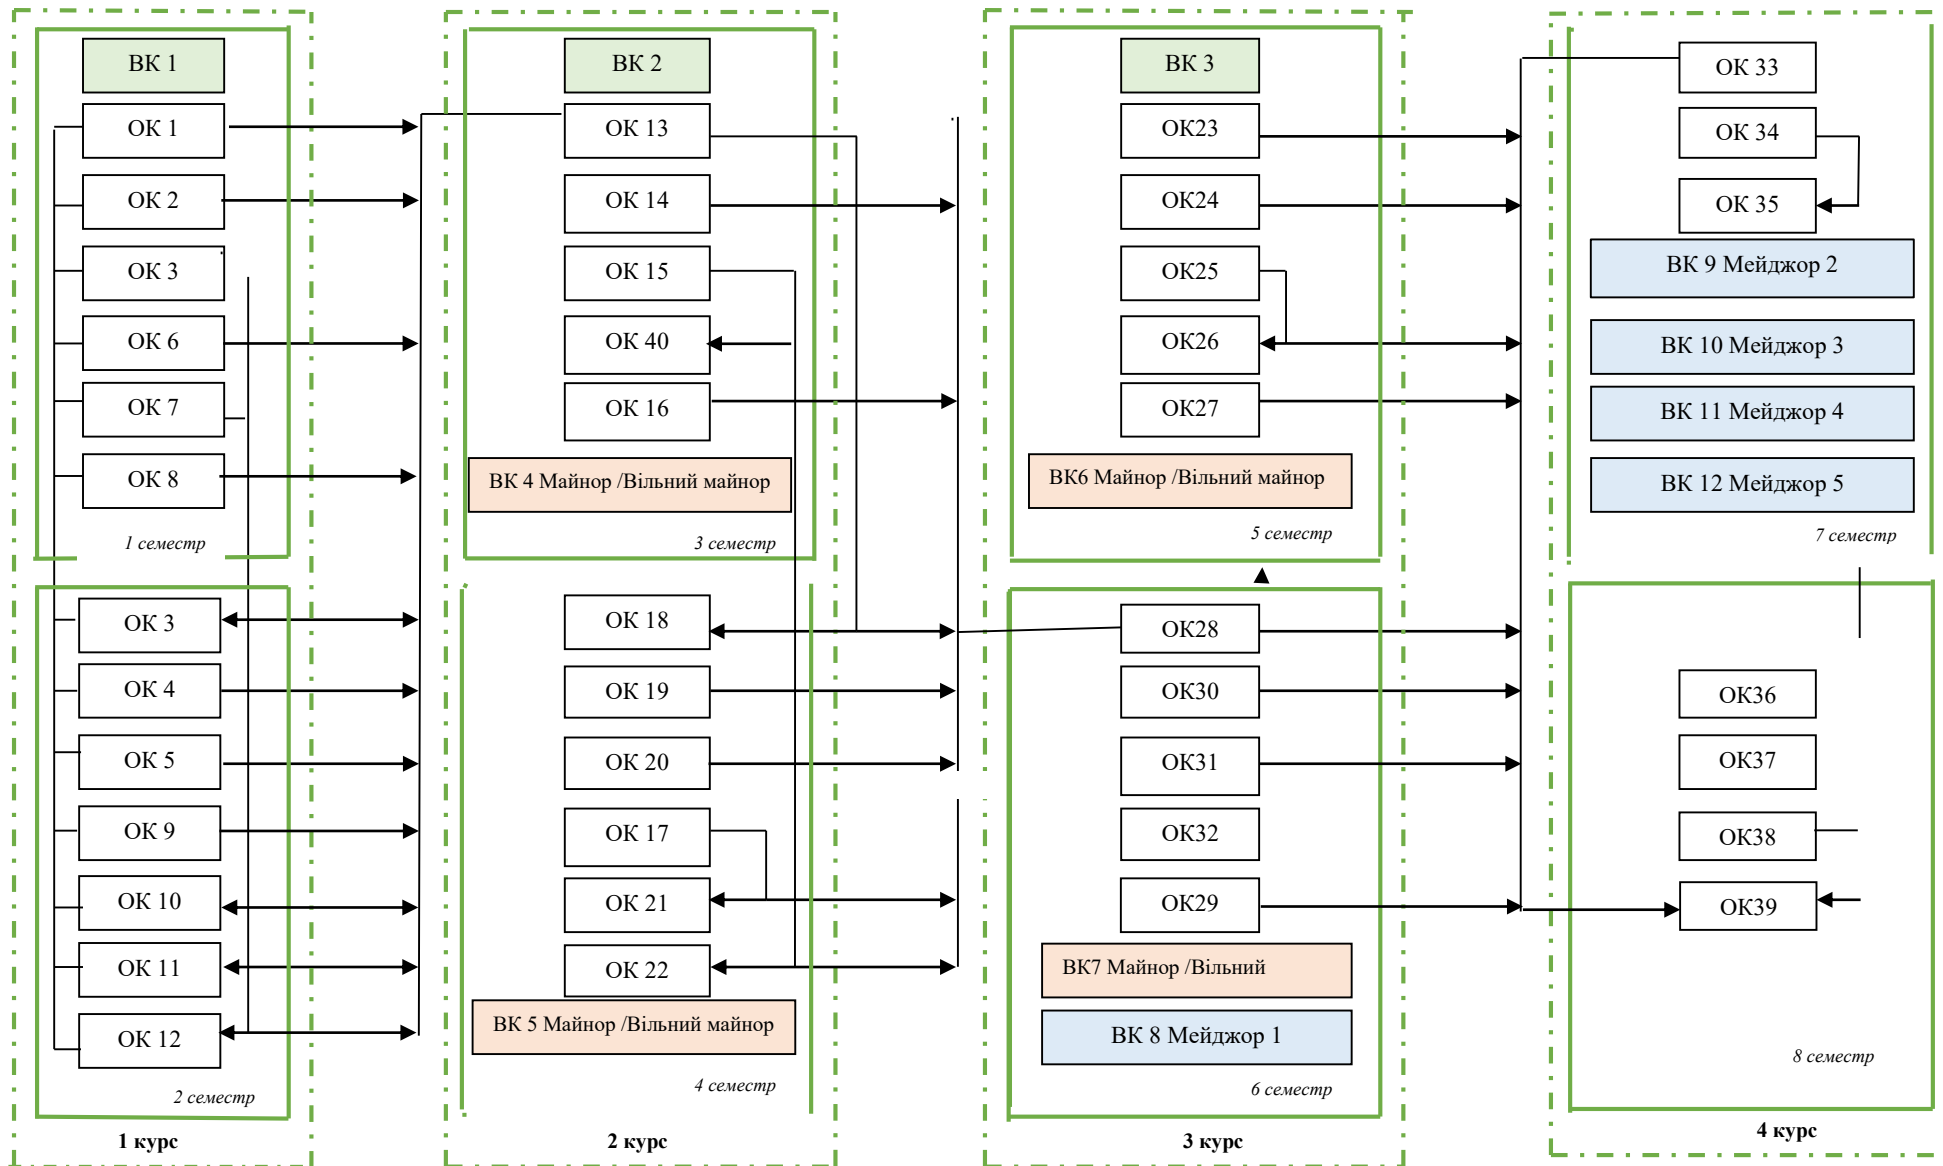 ВК 1
ОК 1
ОК 2
ОК 3
ОК 6
ОК 7
ОК 8
1 семестр
ОК 3
ОК 4
ОК 5
ОК 9
ОК 10
ОК 11
ОК 12
2 семестр
1 курс
ВК 2
ОК 13
ОК 14
ОК 15
ОК 40
ОК 16
ВК 4 Майнор /Вільний майнор
3 семестр
ОК 18
ОК 19
ОК 20
ОК 17
ОК 21
ОК 22
ВК 5 Майнор /Вільний майнор
4 семестр
2 курс
ВК 3
ОК23
ОК24
ОК25
ОК26
ОК27
ВК6 Майнор /Вільний майнор
5 семестр
ОК28
ОК30
ОК31
ОК32
ОК29
ВК7 Майнор /Вільний
ВК 8 Мейджор 1
6 семестр
3 курс
ОК 33
ОК 34
ОК 35
ВК 9 Мейджор 2
ВК 10 Мейджор 3
ВК 11 Мейджор 4
ВК 12 Мейджор 5
7 семестр
ОК36
ОК37
ОК38
ОК39
8 семестр
4 курс